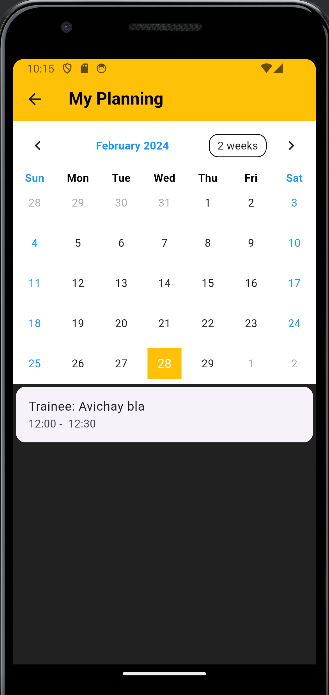 10:15
My Planning
February 2024 2 weeks
Sun Mon Tue Wed Thu Fri Sat
28 29 30 31 1 2 3
4 5 6 7 8 9 10
11 12 13 14 15 16 17
18 19 20 21 22 23 24
25 26 27 28 29 1 2
Trainee: Avichay bla
12:00 - 12:30